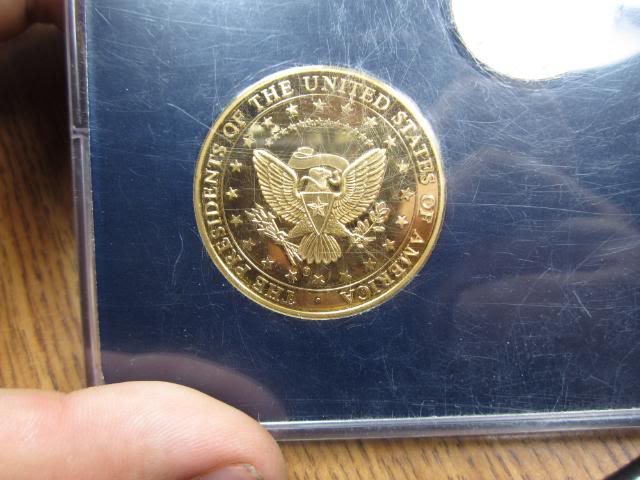 THE PRESIDENTS OF THE UNITED STATES OF AMERICA